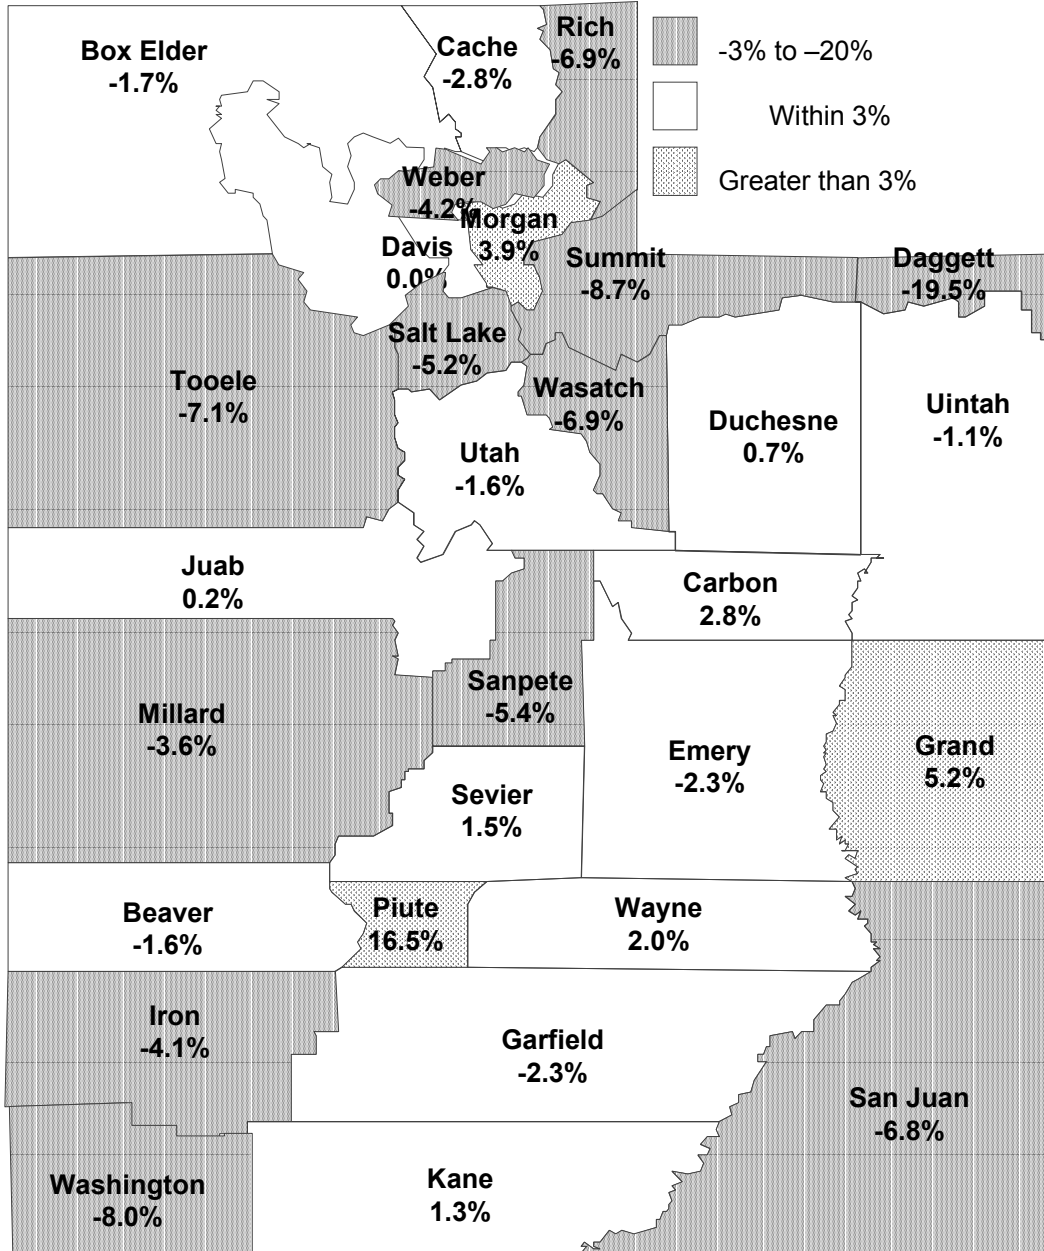 Box Elder
-1.7%
Cache
-2.8%
Rich
-6.9%
-3% to –20%
Within 3%
Greater than 3%
Weber
-4.2%
Morgan
3.9%
Davis
0.0%
Summit
-8.7%
Daggett
-19.5%
Salt Lake
-5.2%
Tooele
-7.1%
Wasatch
-6.9%
Duchesne
0.7%
Uintah
-1.1%
Utah
-1.6%
Juab
0.2%
Carbon
2.8%
Sanpete
-5.4%
Millard
-3.6%
Emery
-2.3%
Grand
5.2%
Sevier
1.5%
Beaver
-1.6%
Piute
16.5%
Wayne
2.0%
Iron
-4.1%
Garfield
-2.3%
San Juan
-6.8%
Washington
-8.0%
Kane
1.3%